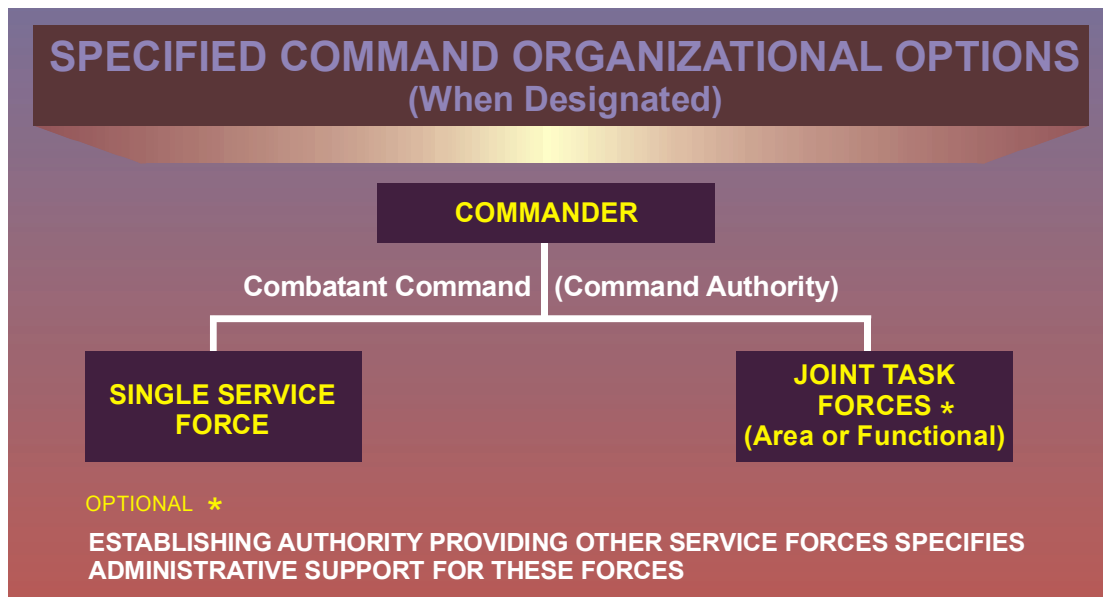 SPECIFIED COMMAND ORGANIZATIONAL OPTIONS
(When Designated)
COMMANDER
Combatant Command (Command Authority)
SINGLE SERVICE
FORCE
JOINT TASK
FORCES *
(Area or Functional)
OPTIONAL *
ESTABLISHING AUTHORITY PROVIDING OTHER SERVICE FORCES SPECIFIES
ADMINISTRATIVE SUPPORT FOR THESE FORCES